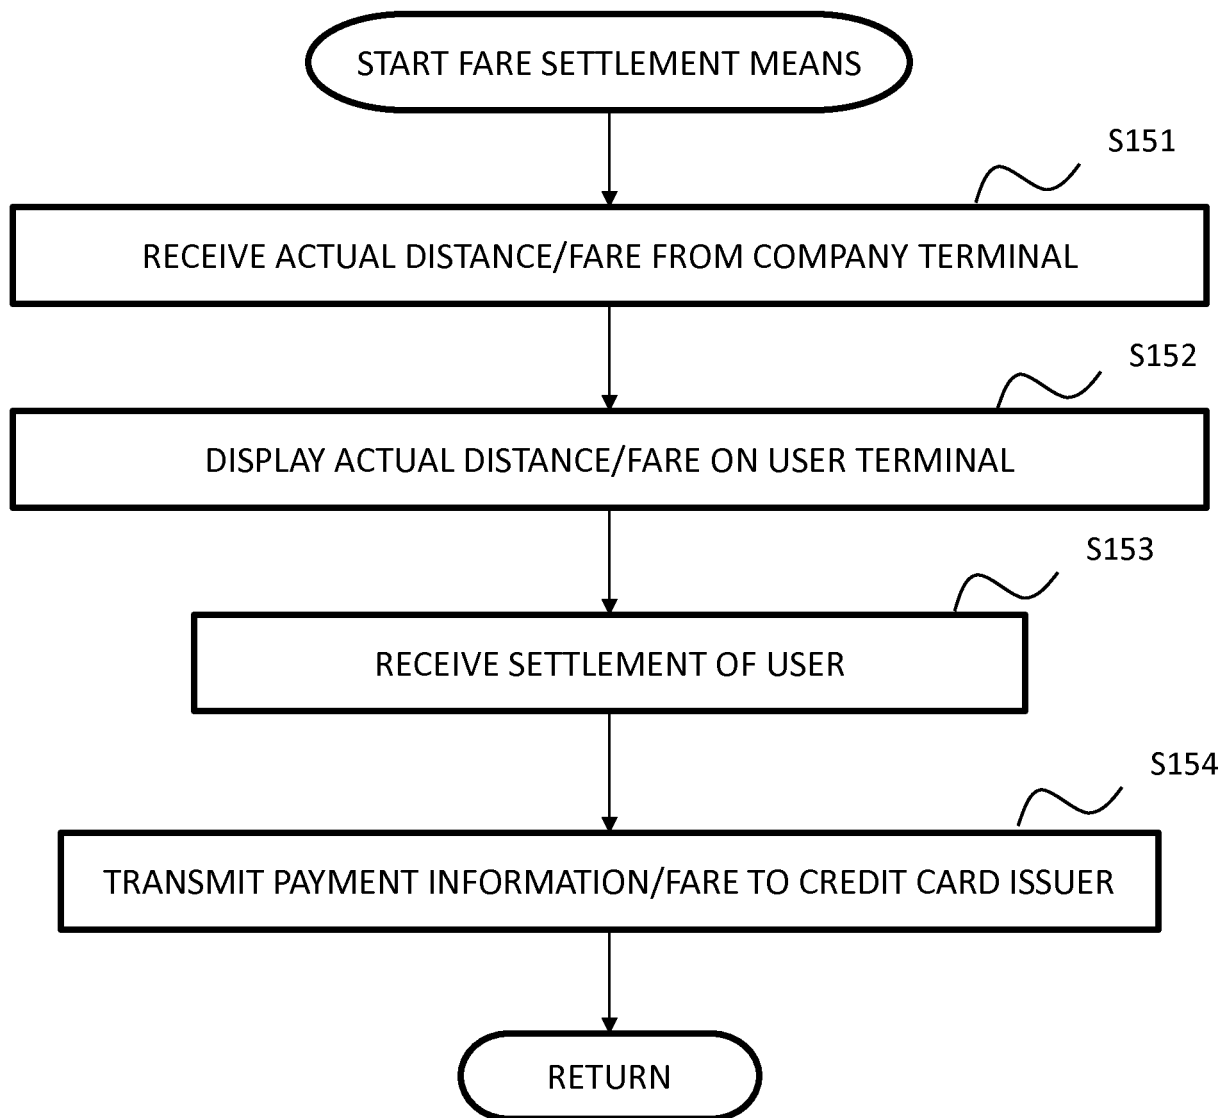 START FARE SETTLEMENT MEANS
S151
RECEIVE ACTUAL DISTANCE/FARE FROM COMPANY TERMINAL
S152
DISPLAY ACTUAL DISTANCE/FARE ON USER TERMINAL
S153
RECEIVE SETTLEMENT OF USER
S154
TRANSMIT PAYMENT INFORMATION/FARE TO CREDIT CARD ISSUER
RETURN